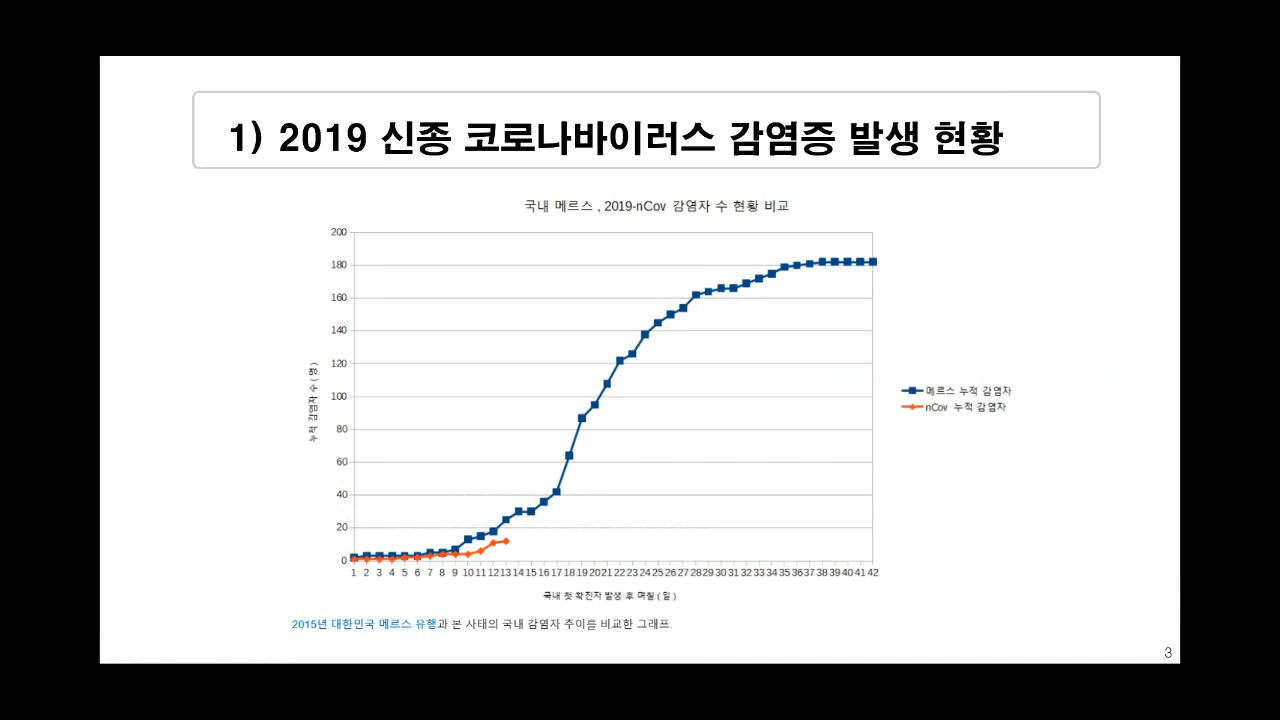 1) 2019 신종 코로나바이러스 감염증 발생 현황
국내 메르스 , 2019-nCov 감염자 수 현황 비교
누적 감염자 수 ( 명 )
200
180
160
140
120
100
80
60
40
20
0
1 2 3 4 5 6 7 8 9 10 11 12 13 14 15 16 17 18 19 20 21 22 23 24 25 26 27 28 29 30 31 32 33 34 35 36 37 38 39 40 41 42
국내 첫 확진자 발생 후 며칠 ( 일 )
메르스 누적 감염자
nCov 누적 감염자
2015년 대한민국 메르스 유행과 본 사태의 국내 감염자 추이를 비교한 그래프.
3